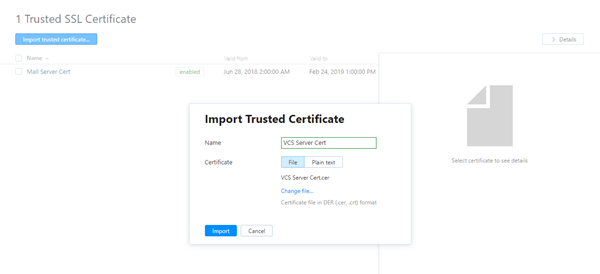 1 Trusted SSL Certificate
Import trusted certificate...
Details
Name
Valid from
Valid to
Mail Server Cert
enabled
Jun 28, 2018 2:00:00 AM
Feb 24, 2019 1:00:00 PM
Import Trusted Certificate
Name
VCS Server Cert
Certificate
File
Plain text
VCS Server Cert.cer
Change file...
Certificate file in DER (.cer, .crt) format
Import
Cancel
Select certificate to see details